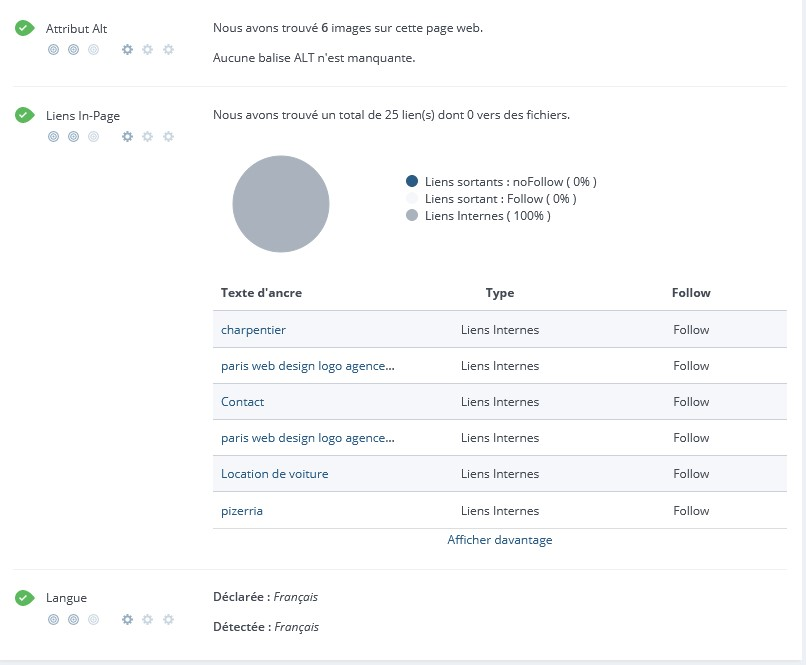 Attribut Alt
Nous avons trouvé 6 images sur cette page web.
Aucune balise ALT n'est manquante.
Liens In-Page
Nous avons trouvé un total de 25 lien(s) dont 0 vers des fichiers.
Liens sortants : noFollow ( 0% )
Liens sortant : Follow ( 0% )
Liens Internes ( 100% )
Texte d'ancre Type Follow
charpentier Liens Internes Follow
paris web design logo agence... Liens Internes Follow
Contact Liens Internes Follow
paris web design logo agence... Liens Internes Follow
Location de voiture Liens Internes Follow
pizerria Liens Internes Follow
Afficher davantage
Langue
Déclarée : Français
Détectée : Français